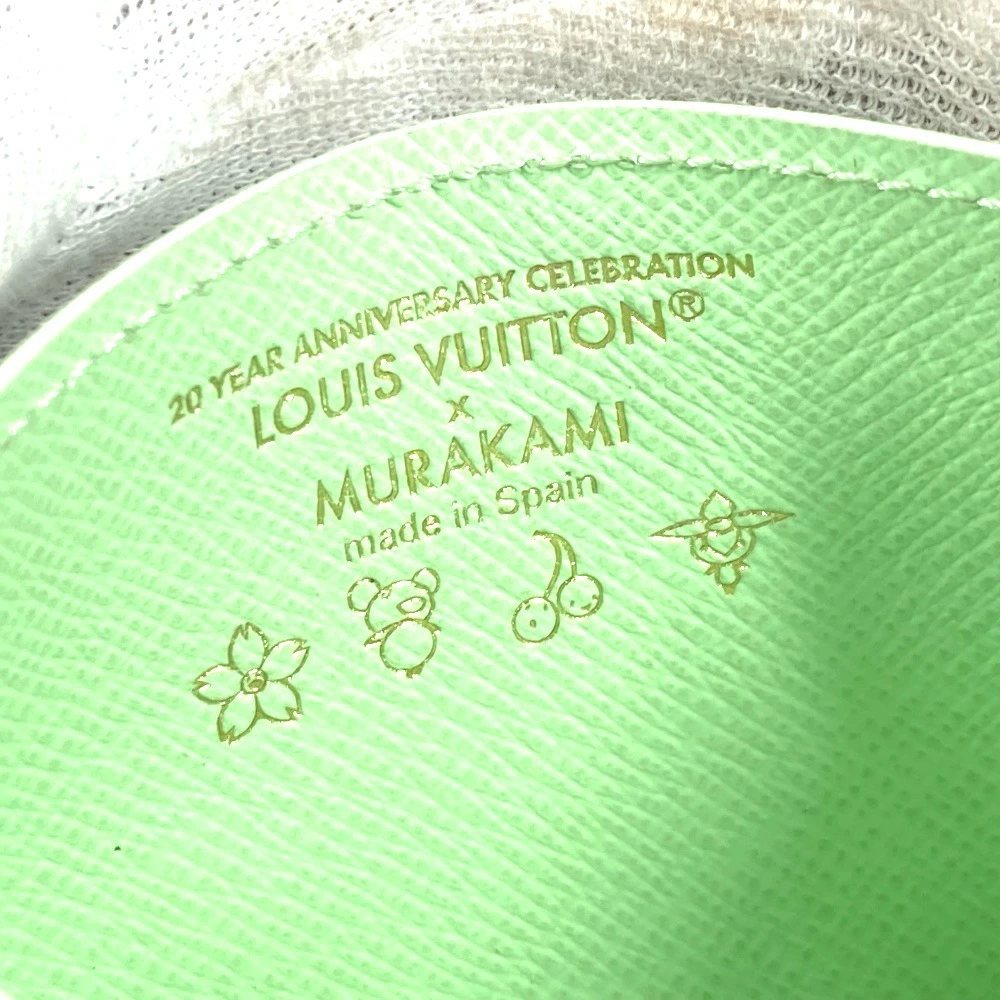 20 YEAR ANNIVERSARY CELEBRATION
LOUIS VUITTON®
x
MURAKAMI
made in Spain